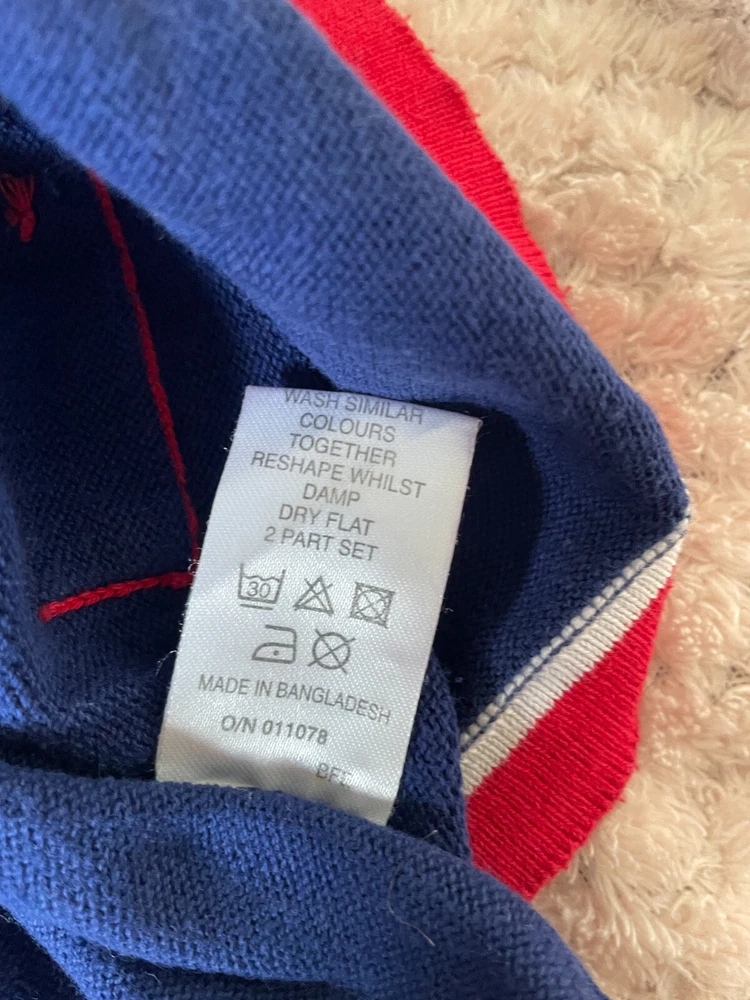 WASH SIMILAR
COLOURS
TOGETHER
RESHAPE WHILST
DAMP
DRY FLAT
2 PART SET
30
MADE IN BANGLADESH
O/N 011078